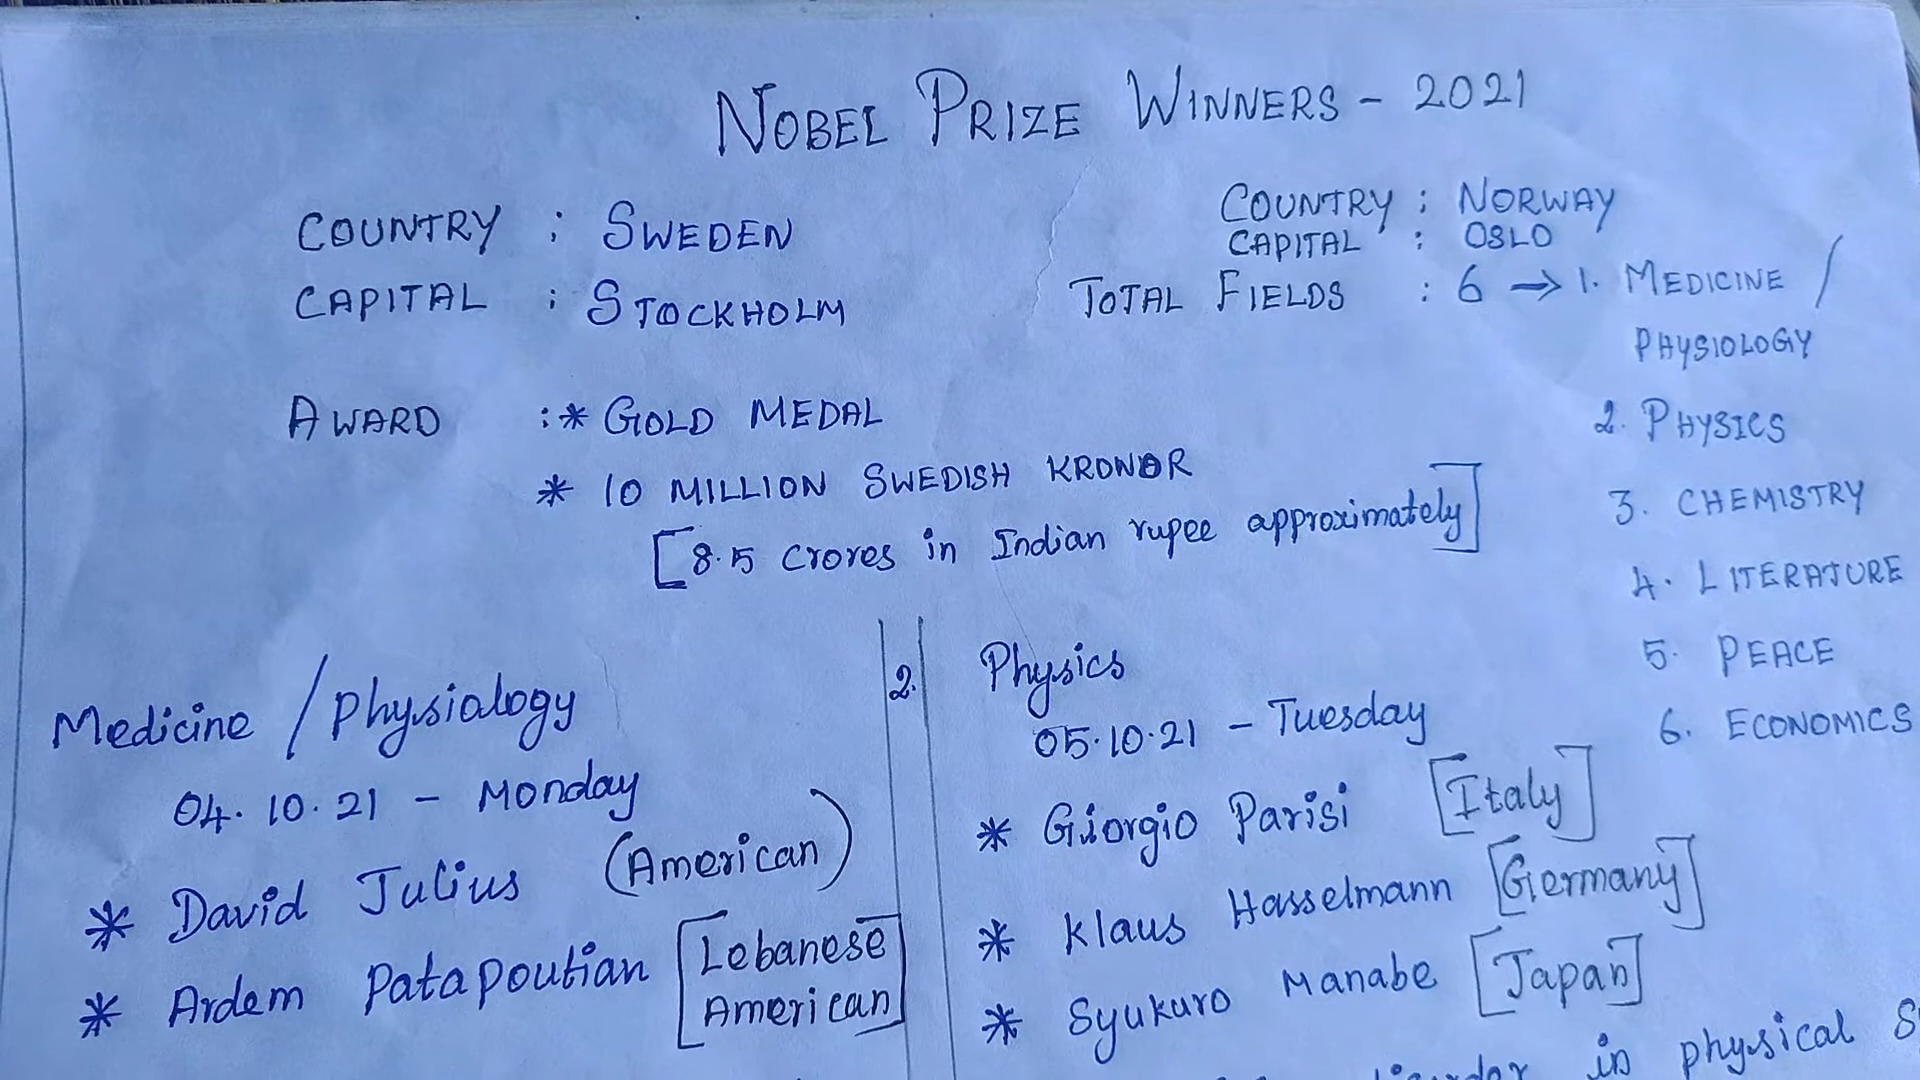 NOBEL PRIZE WINNERS - 2021
COUNTRY : SWEDEN
CAPITAL : STOCKHOLM
COUNTRY : NORWAY
CAPITAL : OSLO
TOTAL FIELDS : 6 → 1. MEDICINE /
PHYSIOLOGY
2. PHYSICS
3. CHEMISTRY
4. LITERATURE
5. PEACE
6. ECONOMICS
AWARD : * GOLD MEDAL
* 10 MILLION SWEDISH KRONOR
[8.5 crores in Indian rupee approximately]
Medicine / Physiology
04.10.21 - Monday
* David Julius (American)
* Ardem Patapoutian [Lebanese
American]
2. Physics
05.10.21 - Tuesday
* Giorgio Parisi [Italy]
* Klaus Hasselmann [Germany]
* Syukuro Manabe [Japan]
in physical